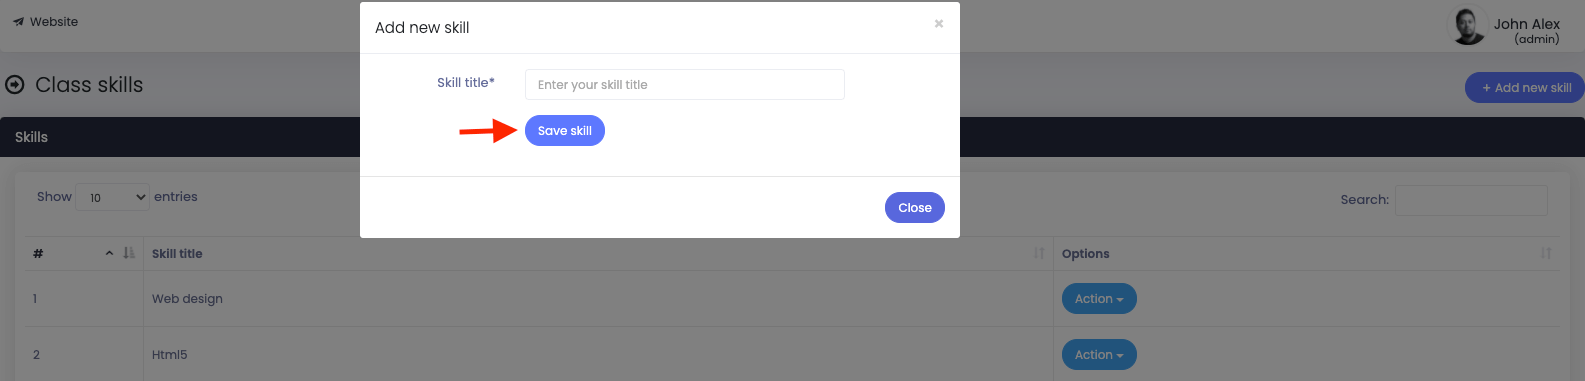 Website
John Alex
(admin)
Add new skill
×
Skill title*
Enter your skill title
Save skill
Close
Class skills
+ Add new skill
Skills
Show 10 entries
Search:
# Skill title Options
1 Web design Action
2 Html5 Action